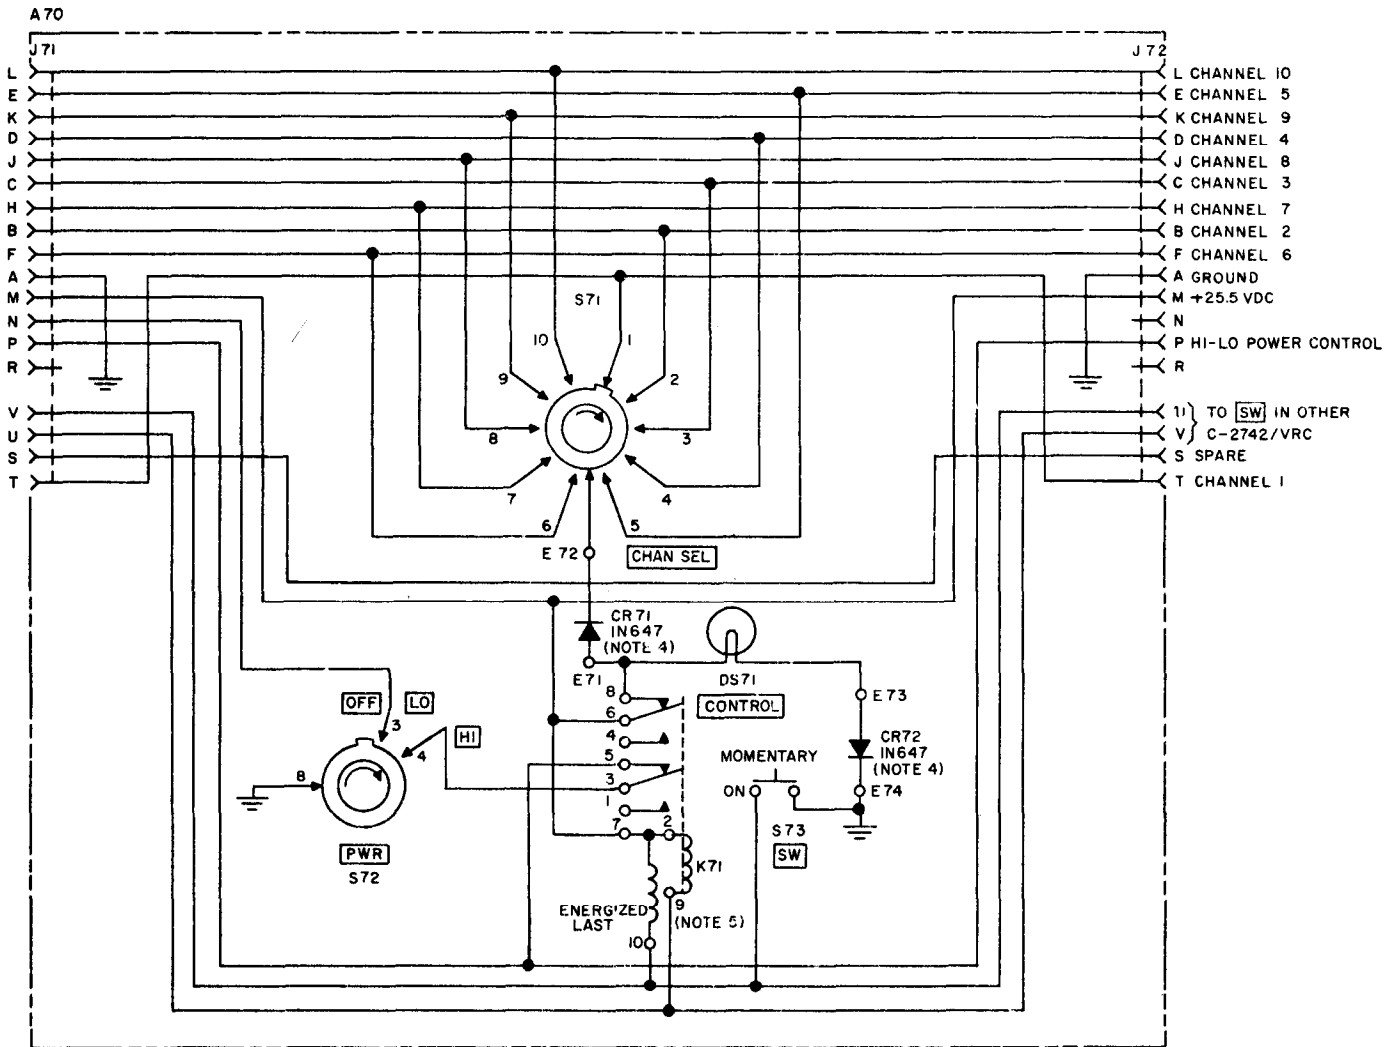 A70
J71
J72
L
L CHANNEL 10
E
E CHANNEL 5
K
K CHANNEL 9
D
D CHANNEL 4
J
J CHANNEL 8
C
C CHANNEL 3
H
H CHANNEL 7
B
B CHANNEL 2
F
F CHANNEL 6
A
A GROUND
M
M +25.5 VDC
N
N
P
P HI-LO POWER CONTROL
R
R
V
U } TO SW IN OTHER
U
V } C-2742/VRC
S
S SPARE
T
T CHANNEL 1
S71
10
1
9
2
8
3
7
4
6
5
E 72
CHAN SEL
CR71
IN647
(NOTE 4)
E71
DS71
CONTROL
E73
CR72
IN647
(NOTE 4)
E74
OFF
LO
3
HI
4
8
PWR
S72
8
6
4
5
3
1
7
2
K71
9
(NOTE 5)
ENERGIZED
LAST
10
MOMENTARY
ON
S73
SW